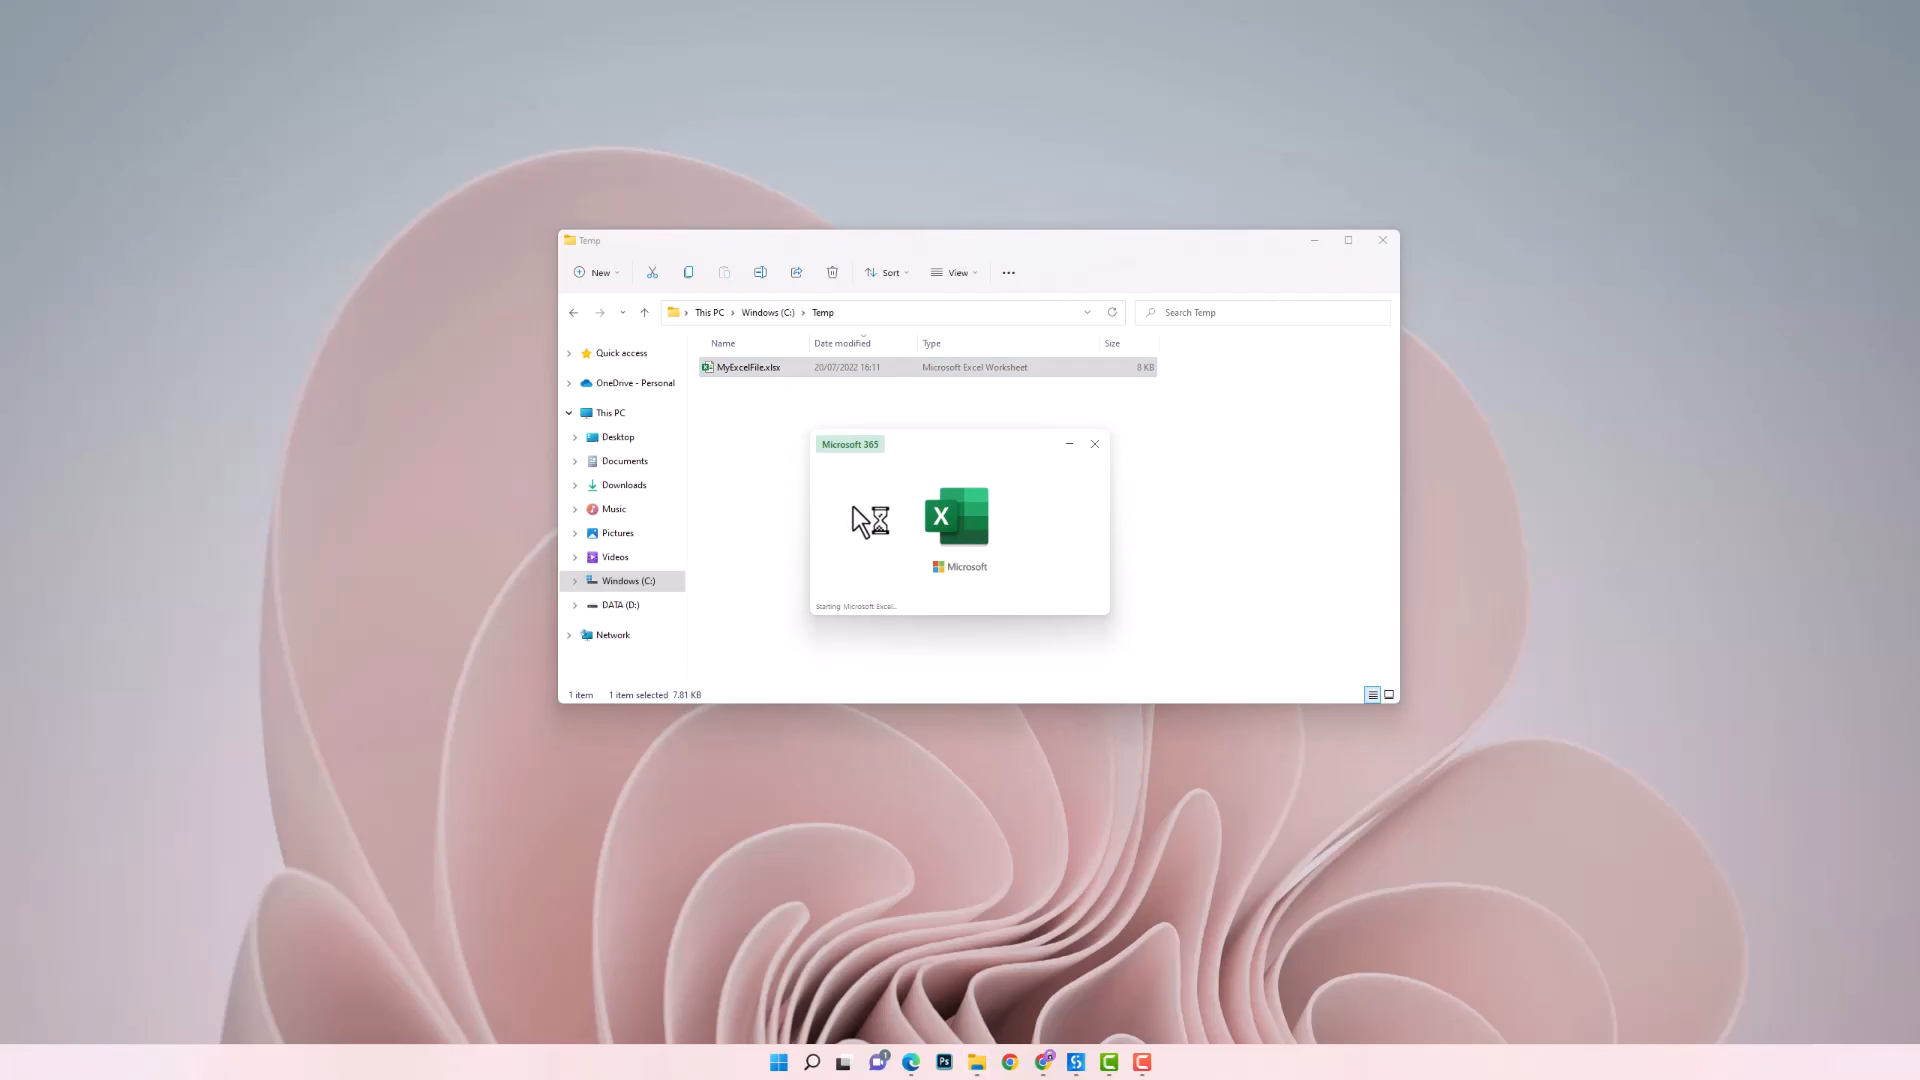 Temp
New
Sort
View
This PC
Windows (C:)
Temp
Search Temp
Name
Date modified
Type
Size
MyExcelFile.xlsx
20/07/2022 16:11
Microsoft Excel Worksheet
8 KB
Quick access
OneDrive - Personal
This PC
Desktop
Documents
Downloads
Music
Pictures
Videos
Windows (C:)
DATA (D:)
Network
Microsoft 365
X
Microsoft
Starting Microsoft Excel...
1 item
1 item selected 7.81 KB
1
Ps